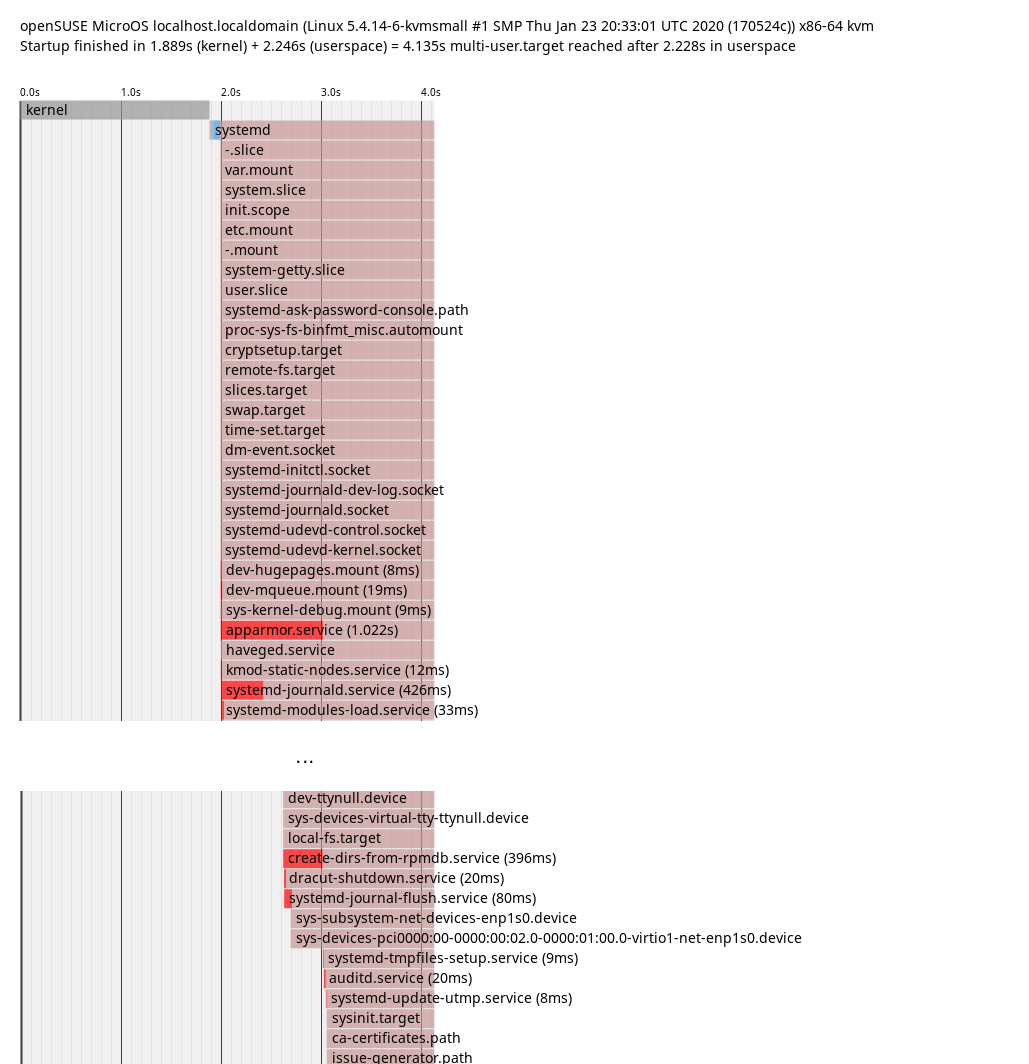 openSUSE MicroOS localhost.localdomain (Linux 5.4.14-6-kvmsmall #1 SMP Thu Jan 23 20:33:01 UTC 2020 (170524c)) x86-64 kvm
Startup finished in 1.889s (kernel) + 2.246s (userspace) = 4.135s multi-user.target reached after 2.228s in userspace
0.0s 1.0s 2.0s 3.0s 4.0s
kernel
systemd
-.slice
var.mount
system.slice
init.scope
etc.mount
-.mount
system-getty.slice
user.slice
systemd-ask-password-console.path
proc-sys-fs-binfmt_misc.automount
cryptsetup.target
remote-fs.target
slices.target
swap.target
time-set.target
dm-event.socket
systemd-initctl.socket
systemd-journald-dev-log.socket
systemd-journald.socket
systemd-udevd-control.socket
systemd-udevd-kernel.socket
dev-hugepages.mount (8ms)
dev-mqueue.mount (19ms)
sys-kernel-debug.mount (9ms)
apparmor.service (1.022s)
haveged.service
kmod-static-nodes.service (12ms)
systemd-journald.service (426ms)
systemd-modules-load.service (33ms)
...
dev-ttynull.device
sys-devices-virtual-tty-ttynull.device
local-fs.target
create-dirs-from-rpmdb.service (396ms)
dracut-shutdown.service (20ms)
systemd-journal-flush.service (80ms)
sys-subsystem-net-devices-enp1s0.device
sys-devices-pci0000:00-0000:00:02.0-0000:01:00.0-virtio1-net-enp1s0.device
systemd-tmpfiles-setup.service (9ms)
auditd.service (20ms)
systemd-update-utmp.service (8ms)
sysinit.target
ca-certificates.path
issue-generator.path